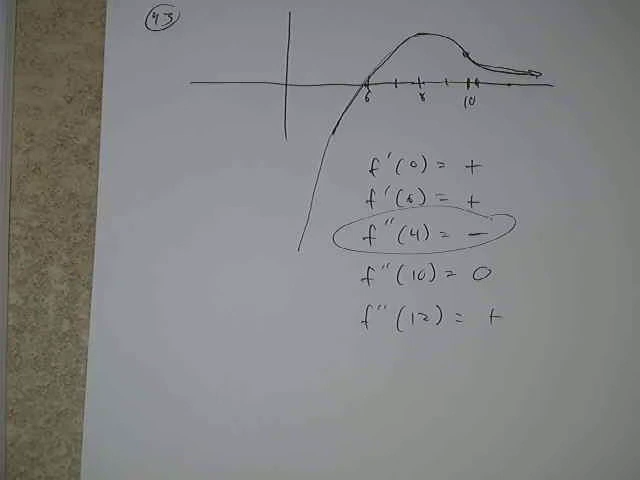 43
6 8 10
f'(0) = +
f'(6) = +
f"(4) = -
f"(10) = 0
f"(12) = +